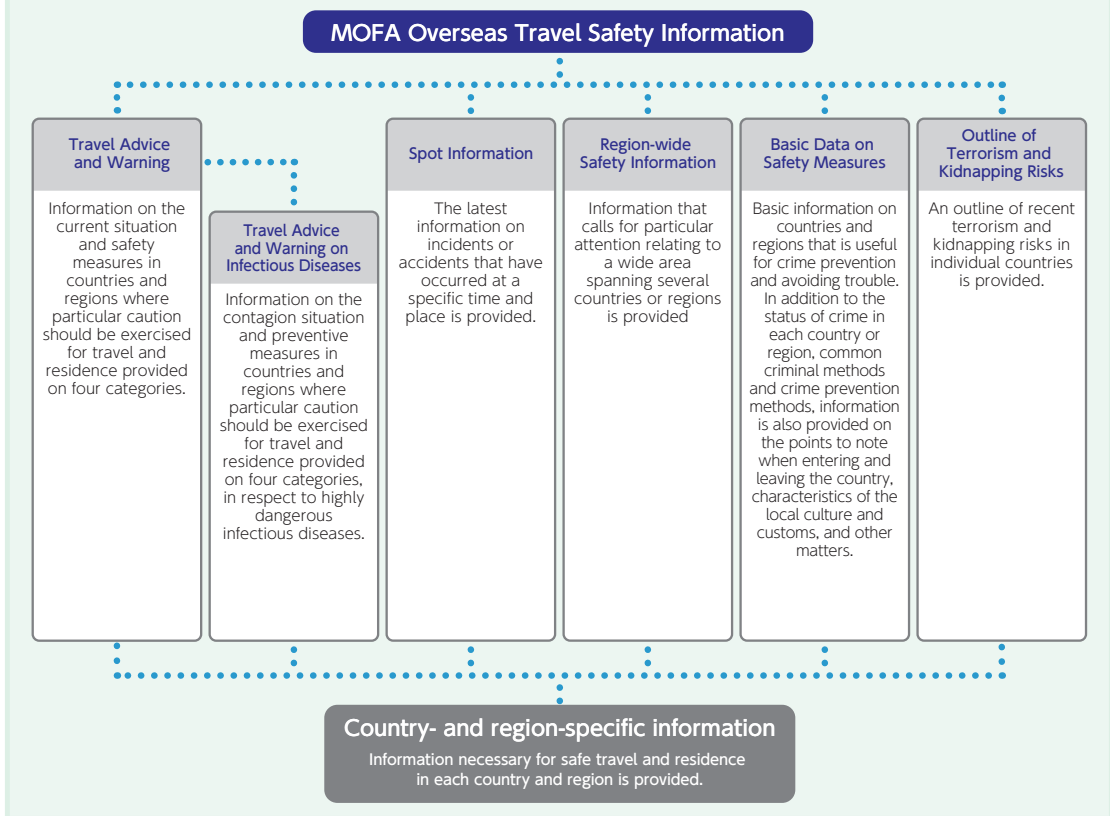 MOFA Overseas Travel Safety Information
Travel Advice
and Warning
Information on the
current situation
and safety
measures in
countries and
regions where
particular caution
should be exercised
for travel and
residence provided
on four categories.
Travel Advice
and Warning on
Infectious Diseases
Information on the
contagion situation
and preventive
measures in
countries and
regions where
particular caution
should be exercised
for travel and
residence provided
on four categories,
in respect to highly
dangerous
infectious diseases.
Spot Information
The latest
information on
incidents or
accidents that have
occurred at a
specific time and
place is provided.
Region-wide
Safety Information
Information that
calls for particular
attention relating to
a wide area
spanning several
countries or regions
is provided
Basic Data on
Safety Measures
Basic information on
countries and
regions that is useful
for crime prevention
and avoiding trouble.
In addition to the
status of crime in
each country or
region, common
criminal methods
and crime prevention
methods, information
is also provided on
the points to note
when entering and
leaving the country,
characteristics of the
local culture and
customs, and other
matters.
Outline of
Terrorism and
Kidnapping Risks
An outline of recent
terrorism and
kidnapping risks in
individual countries
is provided.
Country- and region-specific information
Information necessary for safe travel and residence
in each country and region is provided.